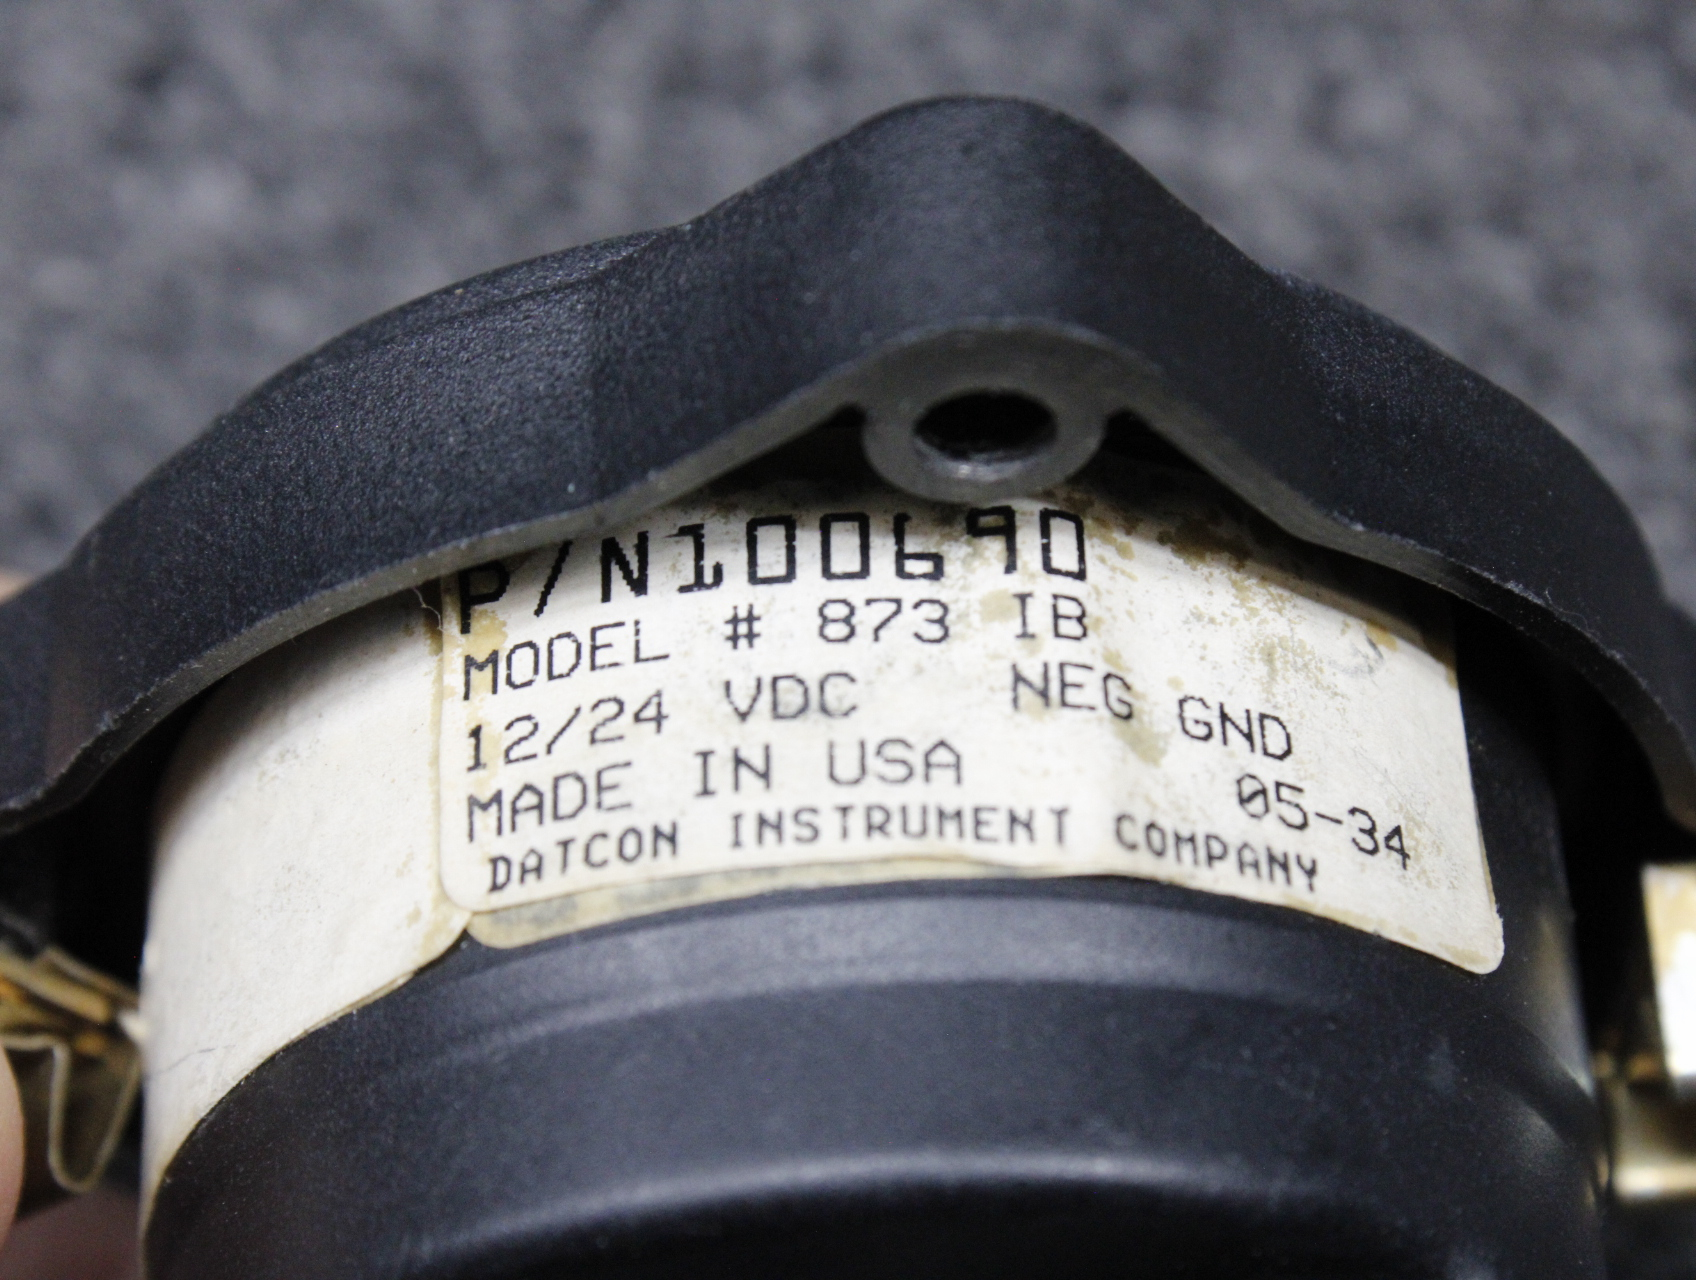 P/N100690
MODEL # 873 IB
12/24 VDC NEG GND
MADE IN USA 05-34
DATCON INSTRUMENT COMPANY